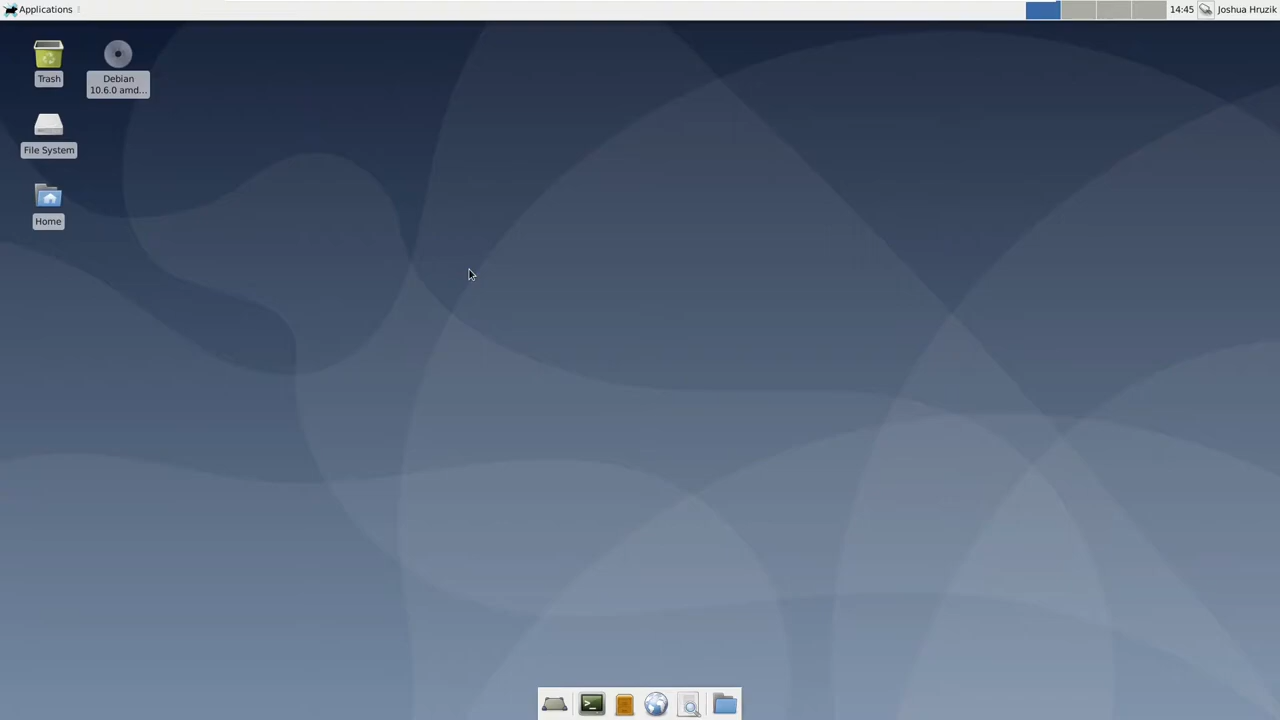 Applications
14:45 Joshua Hruzik
Trash
Debian
10.6.0 amd...
File System
Home